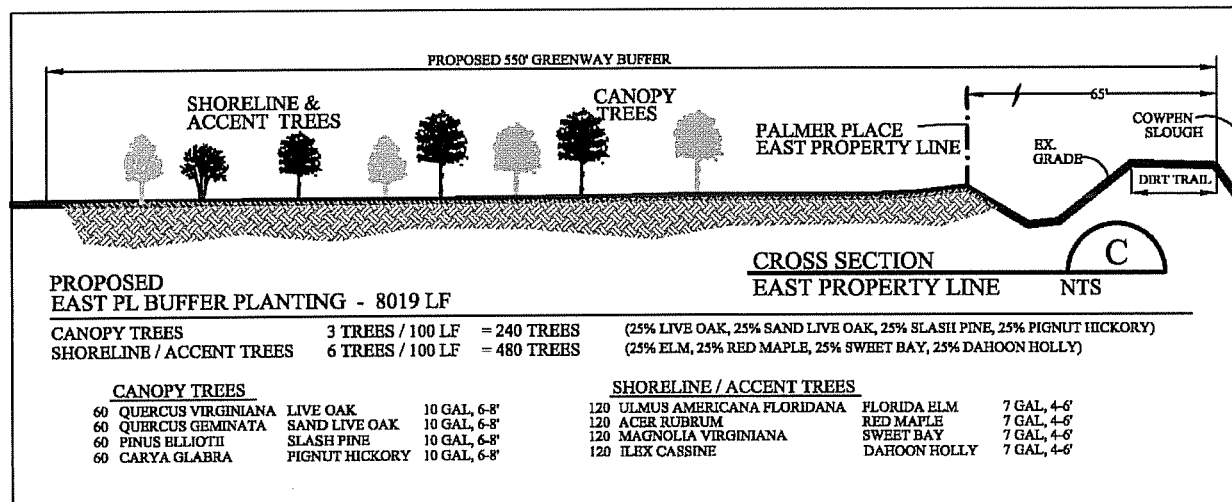 PROPOSED 550' GREENWAY BUFFER
SHORELINE &
ACCENT TREES
CANOPY
TREES
65'
PALMER PLACE
EAST PROPERTY LINE
EX.
GRADE
COWPEN
SLOUGH
DIRT TRAIL
CROSS SECTION
EAST PROPERTY LINE NTS
C
PROPOSED
EAST PL BUFFER PLANTING - 8019 LF
CANOPY TREES 3 TREES / 100 LF = 240 TREES (25% LIVE OAK, 25% SAND LIVE OAK, 25% SLASH PINE, 25% PIGNUT HICKORY)
SHORELINE / ACCENT TREES 6 TREES / 100 LF = 480 TREES (25% ELM, 25% RED MAPLE, 25% SWEET BAY, 25% DAHOON HOLLY)
CANOPY TREES
60 QUERCUS VIRGINIANA LIVE OAK 10 GAL, 6-8'
60 QUERCUS GEMINATA SAND LIVE OAK 10 GAL, 6-8'
60 PINUS ELLIOTII SLASH PINE 10 GAL, 6-8'
60 CARYA GLABRA PIGNUT HICKORY 10 GAL, 6-8'
SHORELINE / ACCENT TREES
120 ULMUS AMERICANA FLORIDANA FLORIDA ELM 7 GAL, 4-6'
120 ACER RUBRUM RED MAPLE 7 GAL, 4-6'
120 MAGNOLIA VIRGINIANA SWEET BAY 7 GAL, 4-6'
120 ILEX CASSINE DAHOON HOLLY 7 GAL, 4-6'